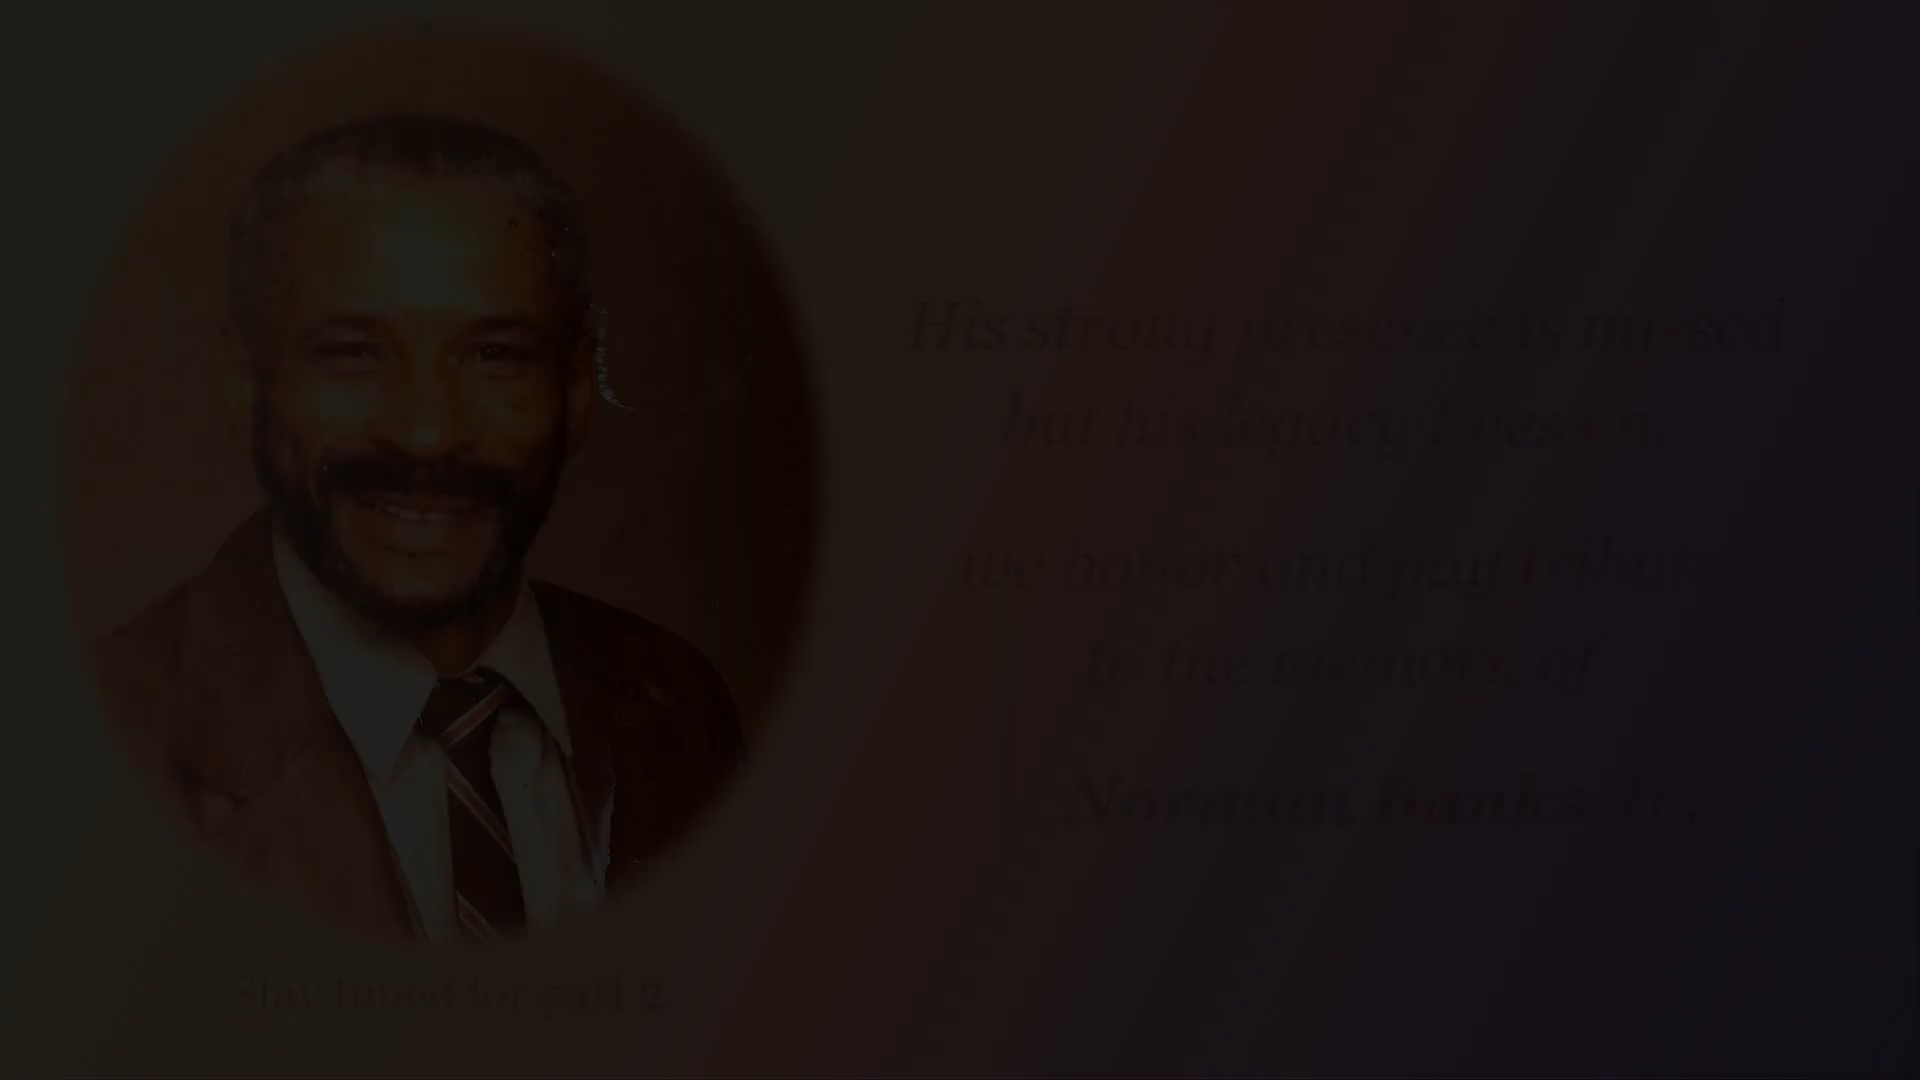 His strong presence is missed
but his legacy lives on,
we honor and pay tribute
to the memory of
Norman Banks Jr.
Stay tuned for part 2